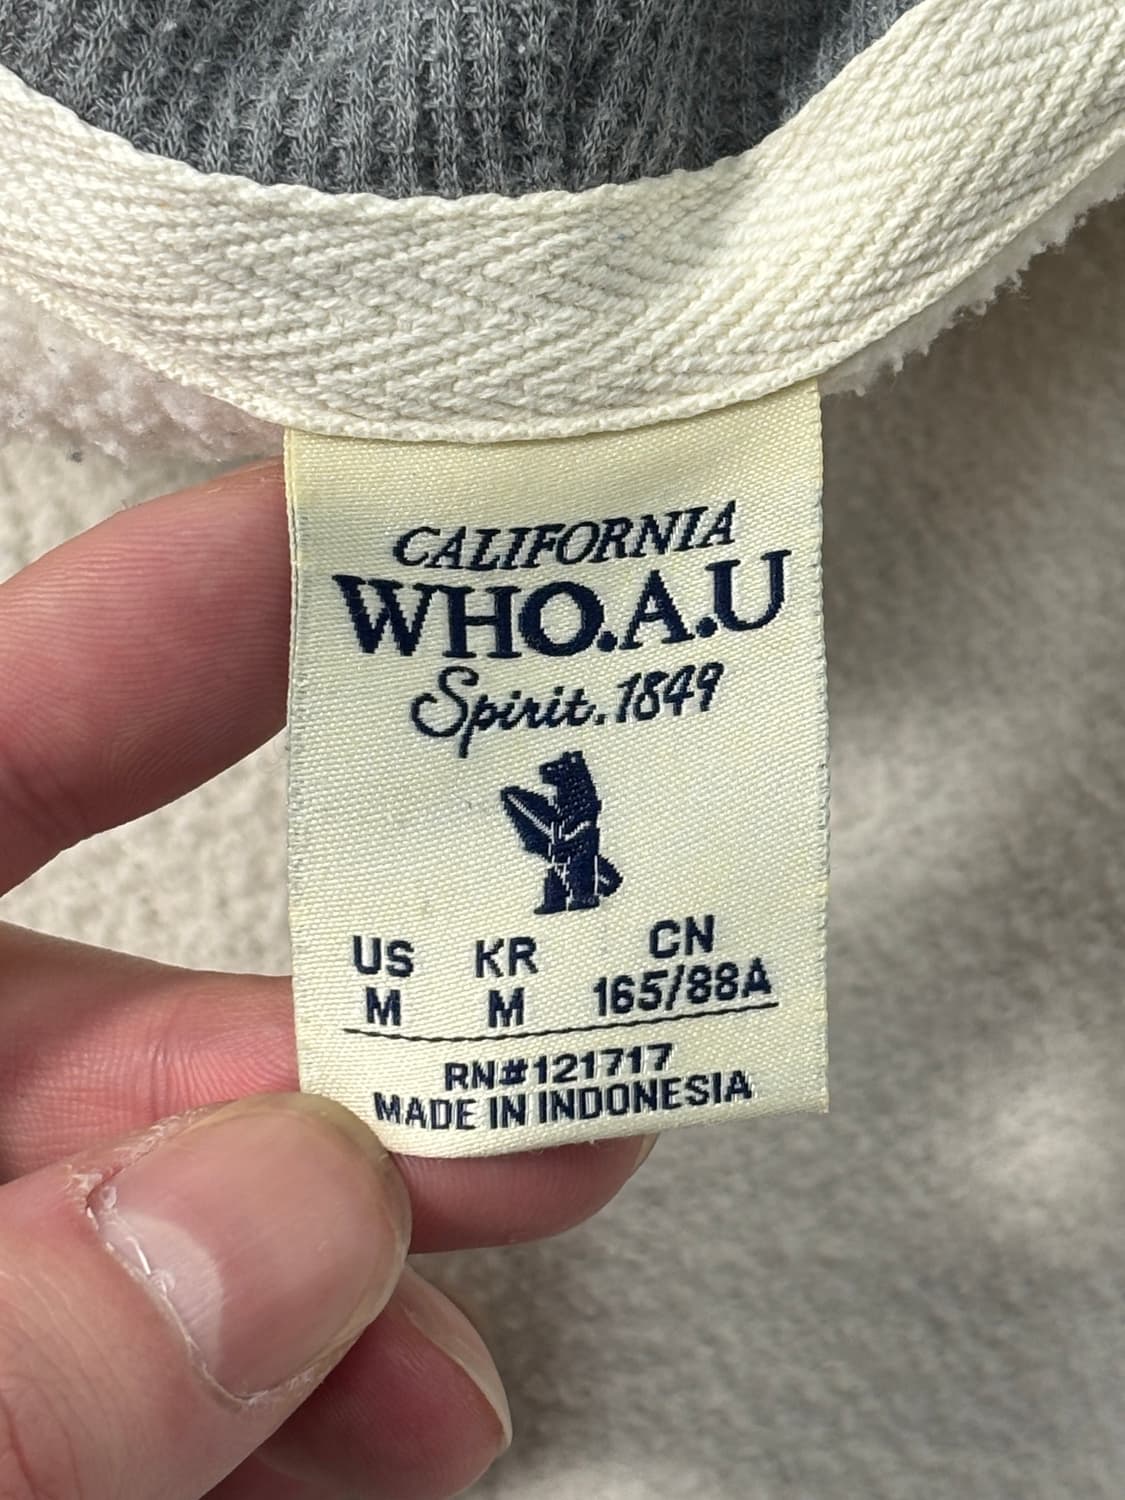 CALIFORNIA
WHO.A.U
Spirit.1849
US KR CN
M M 165/88A
RN#121717
MADE IN INDONESIA